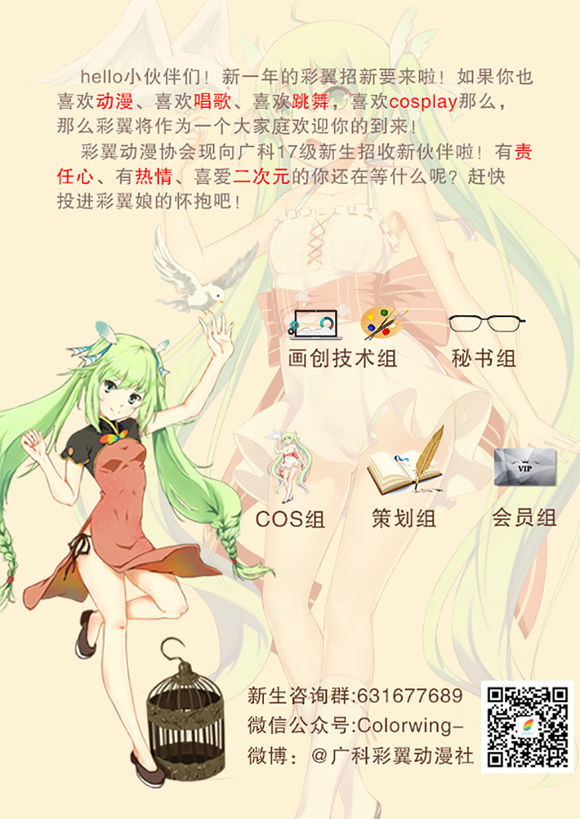 hello小伙伴们！新一年的彩翼招新要来啦！如果你也
喜欢动漫、喜欢唱歌、喜欢跳舞，喜欢cosplay那么，
那么彩翼将作为一个大家庭欢迎你的到来！
彩翼动漫协会现向广科17级新生招收新伙伴啦！有责
任心、有热情、喜爱二次元的你还在等什么呢？赶快
投进彩翼娘的怀抱吧！
画创技术组
秘书组
VIP
COS组
策划组
会员组
新生咨询群:631677689
微信公众号:Colorwing-
微博：@广科彩翼动漫社